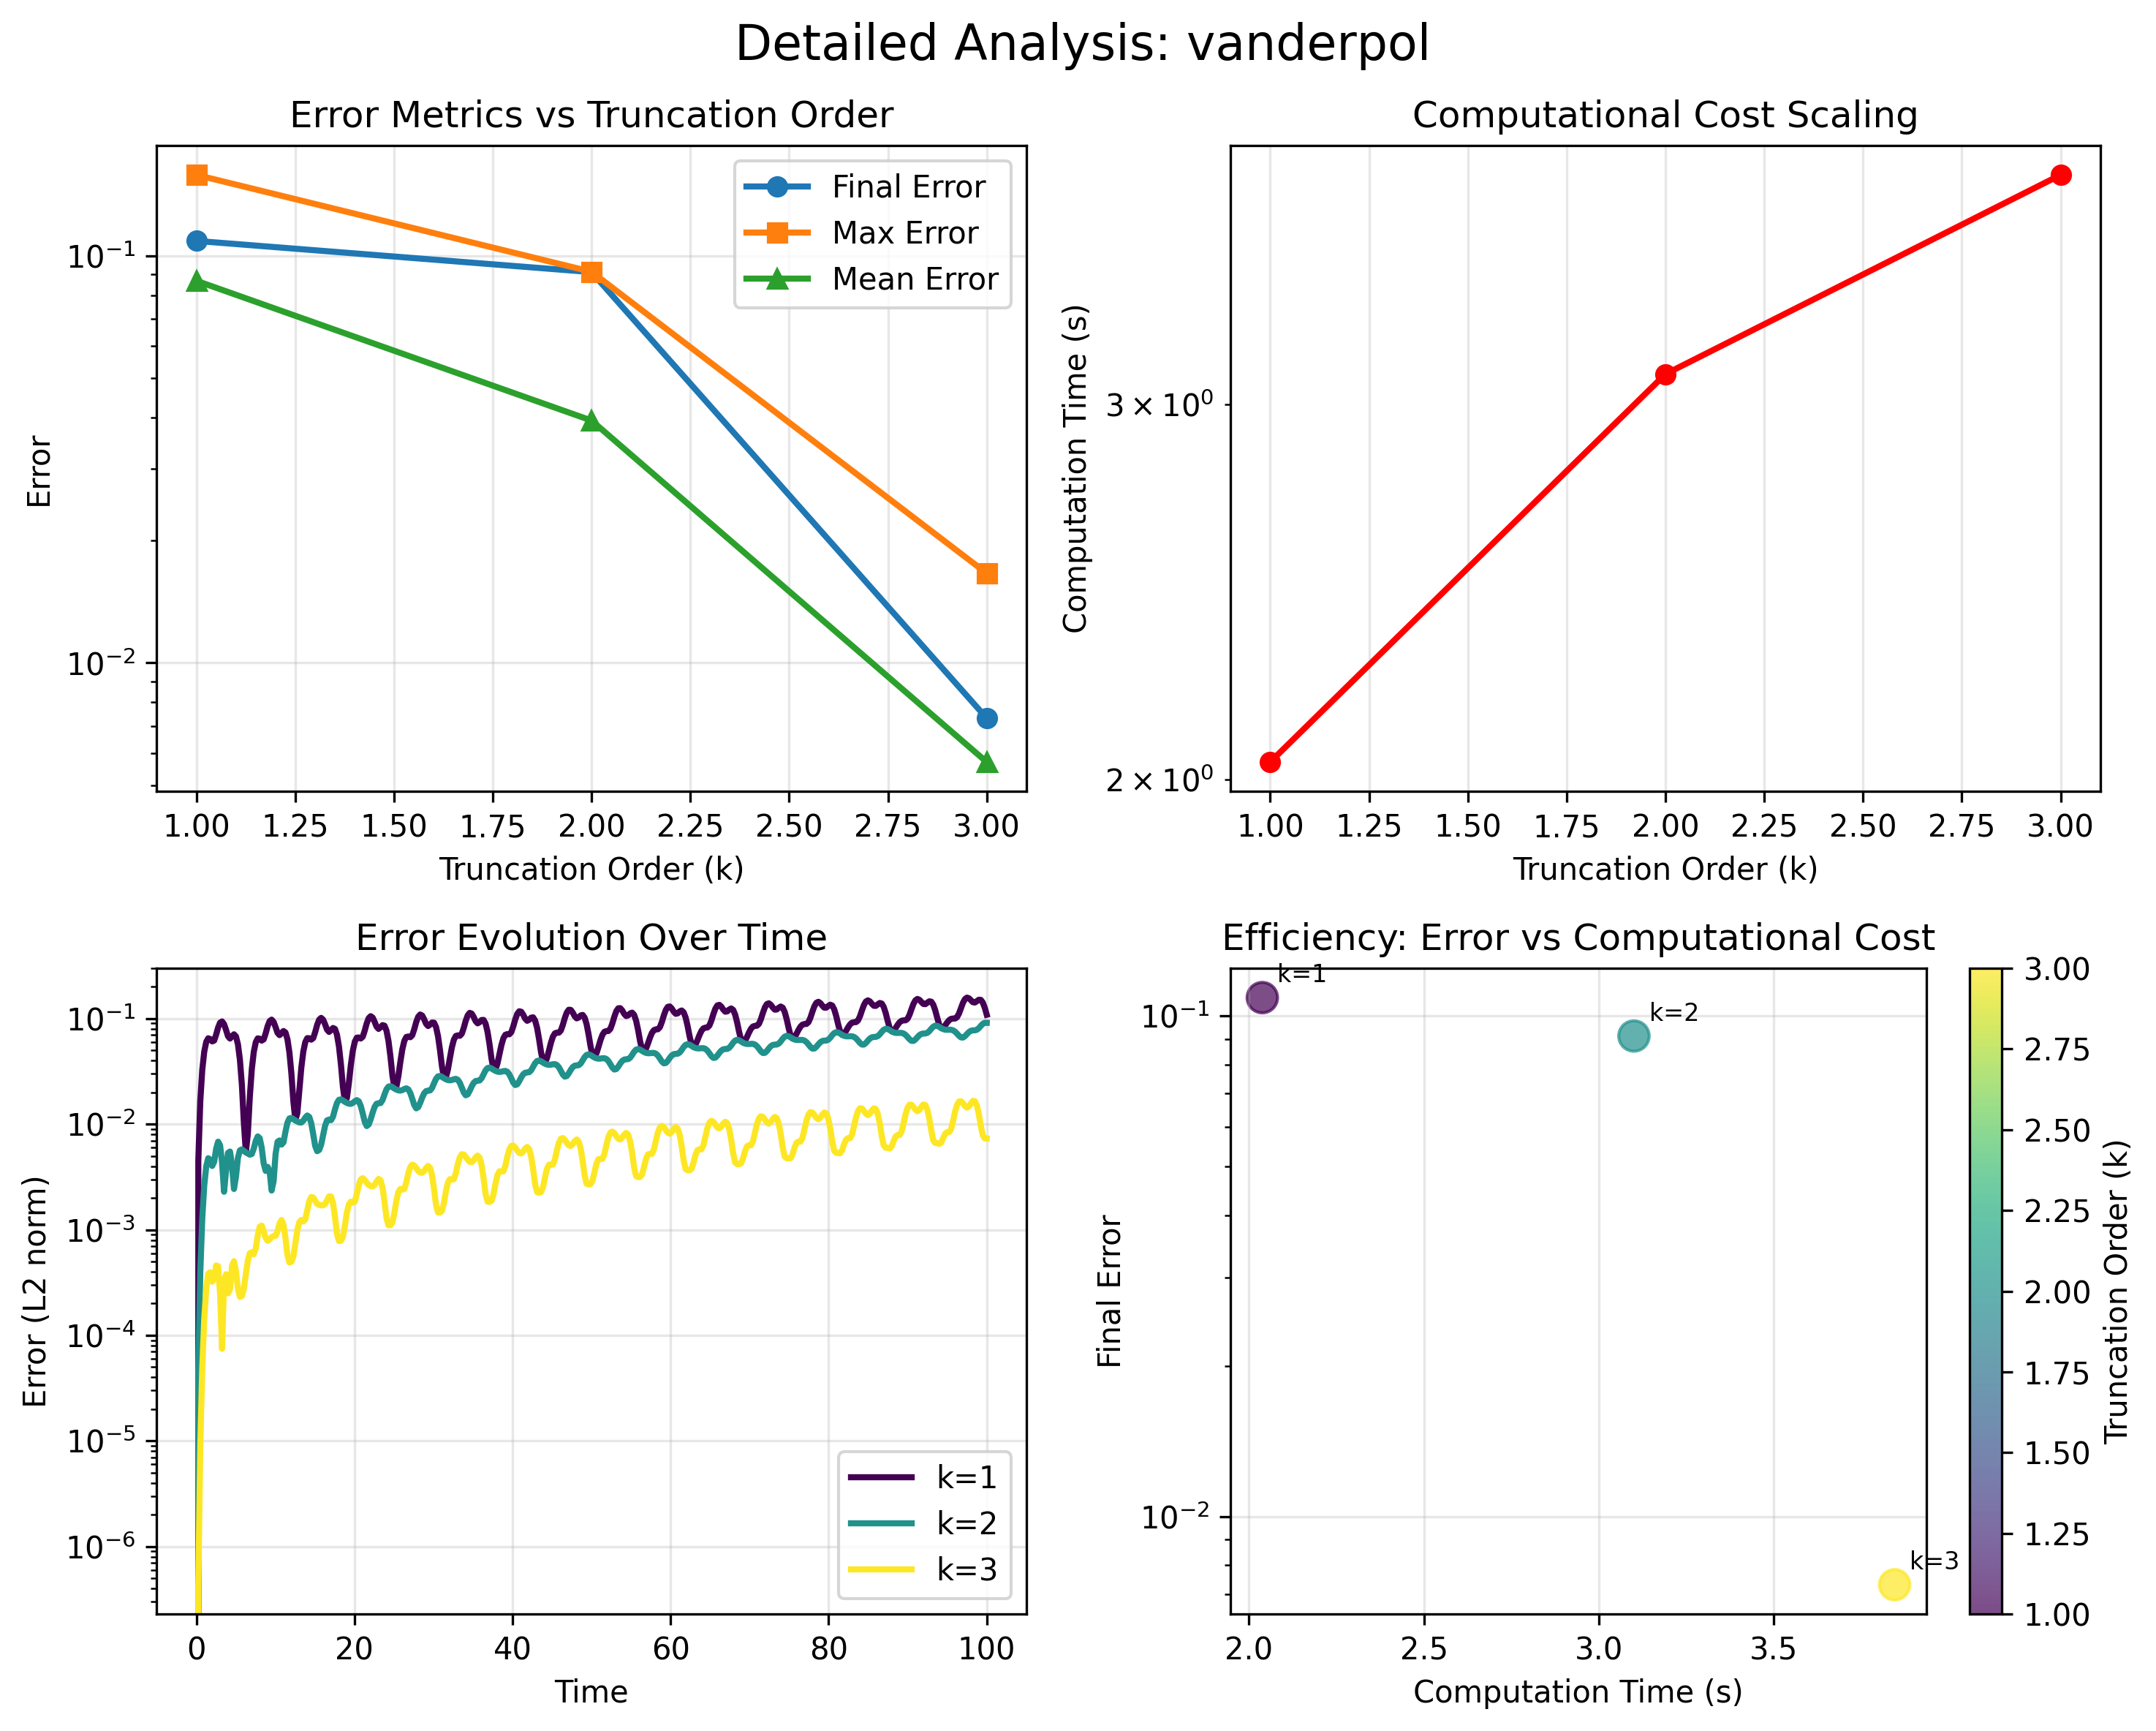 Detailed Analysis: vanderpol
Error Metrics vs Truncation Order
Error
10⁻¹
10⁻²
Final Error
Max Error
Mean Error
1.00 1.25 1.50 1.75 2.00 2.25 2.50 2.75 3.00
Truncation Order (k)
Computational Cost Scaling
Computation Time (s)
3 × 10⁰
2 × 10⁰
1.00 1.25 1.50 1.75 2.00 2.25 2.50 2.75 3.00
Truncation Order (k)
Error Evolution Over Time
Error (L2 norm)
10⁻¹
10⁻²
10⁻³
10⁻⁴
10⁻⁵
10⁻⁶
k=1
k=2
k=3
0 20 40 60 80 100
Time
Efficiency: Error vs Computational Cost
Final Error
10⁻¹
10⁻²
k=1
k=2
k=3
2.0 2.5 3.0 3.5
Computation Time (s)
3.00
2.75
2.50
2.25
2.00
1.75
1.50
1.25
1.00
Truncation Order (k)